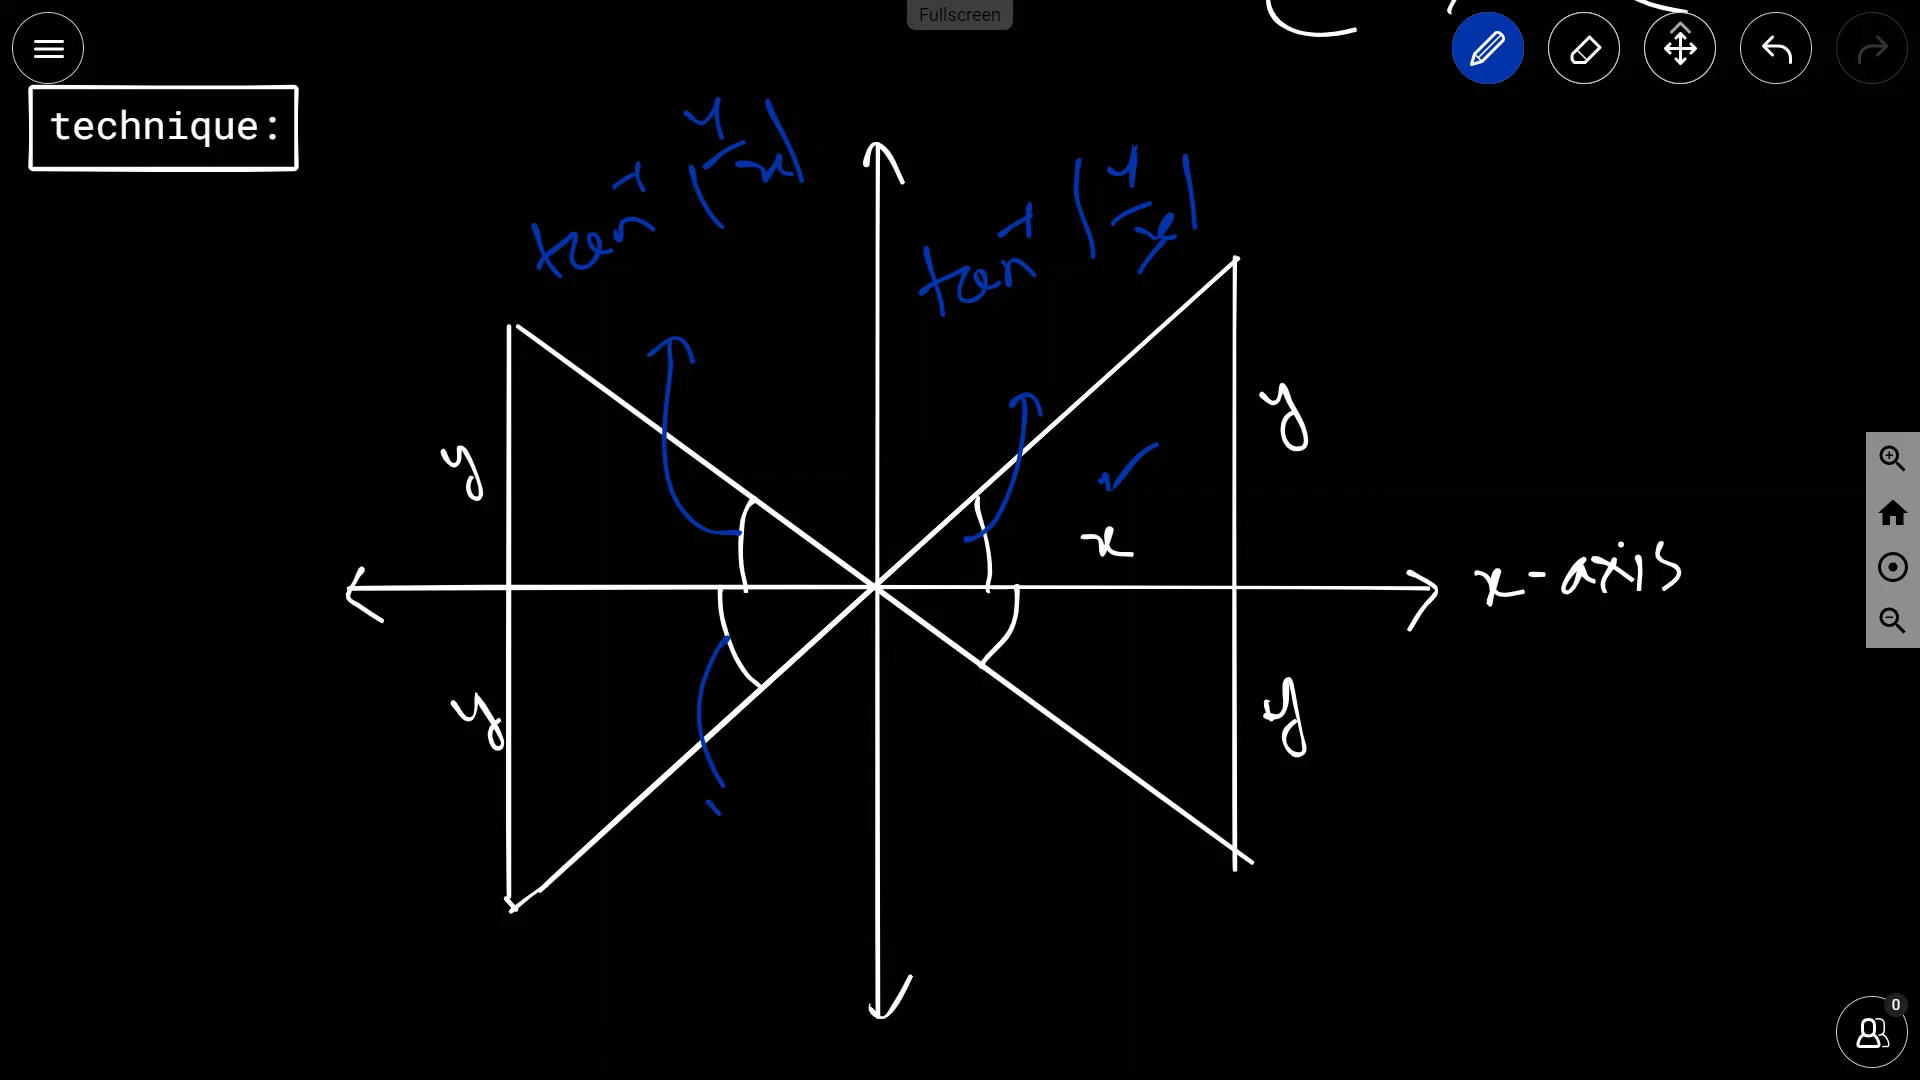 Fullscreen
technique:
tan⁻¹ |y/x|
tan⁻¹ |y/x|
y
y
x
x-axis
y
y
0